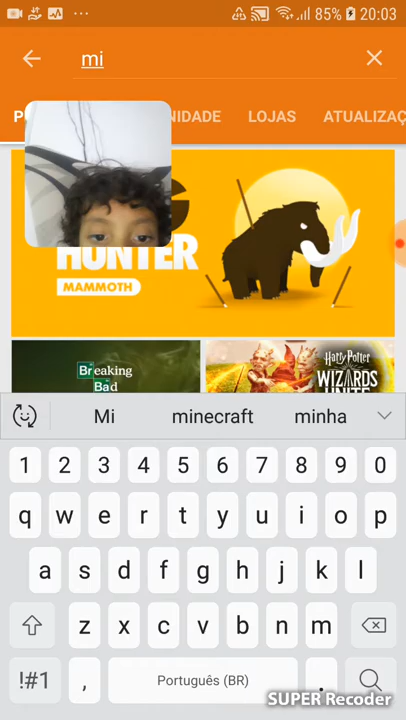 ... 85% 20:03
mi
P NIDADE LOJAS ATUALIZAÇ
HUNTER
MAMMOTH
Breaking
Bad
Harry Potter
WIZARDS
UNITE
Mi minecraft minha
1 2 3 4 5 6 7 8 9 0
q w e r t y u i o p
a s d f g h j k l
z x c v b n m
!#1 , Português (BR) .
SUPER Recoder